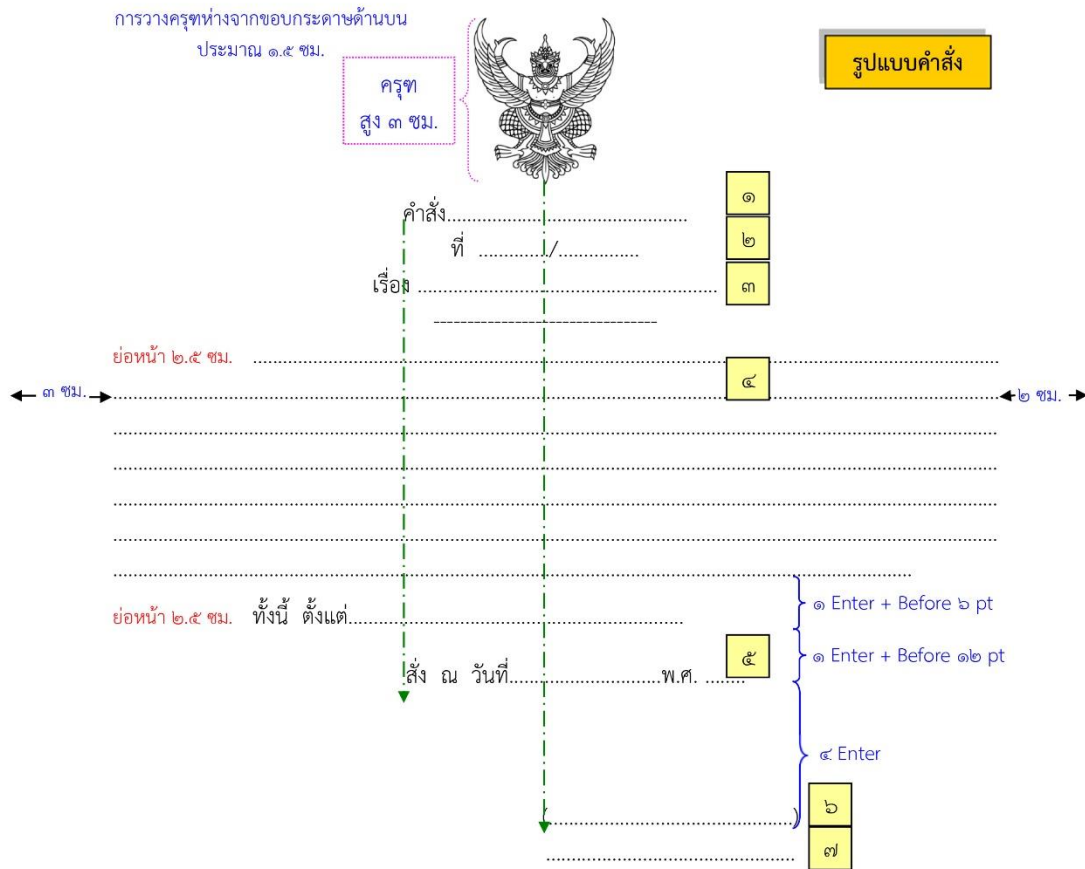 การวางครุฑห่างจากขอบกระดาษด้านบน
ประมาณ ๑.๕ ซม.
รูปแบบคำสั่ง
ครุฑ
สูง ๓ ซม.
คำสั่ง........................................... ๑
ที่ ............./............... ๒
เรื่อง ....................................................... ๓
---------------------------------
ย่อหน้า ๒.๕ ซม. ................................................................................
๔
๓ ซม. ................................................................................ ๒ ซม.
................................................................................
................................................................................
................................................................................
................................................................................
................................................................................
ย่อหน้า ๒.๕ ซม. ทั้งนี้ ตั้งแต่.............................................................. ๑ Enter + Before ๖ pt
๑ Enter + Before ๑๒ pt
สั่ง ณ วันที่............................พ.ศ. ........ ๕
๔ Enter
(..............................................) ๖
.............................................. ๗